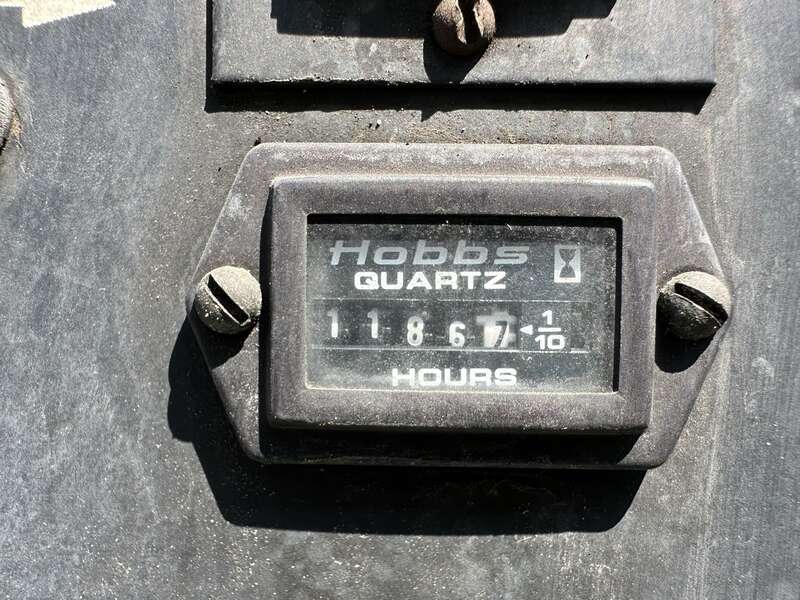 Hobbs
QUARTZ
11867 ◄ 1/10
HOURS